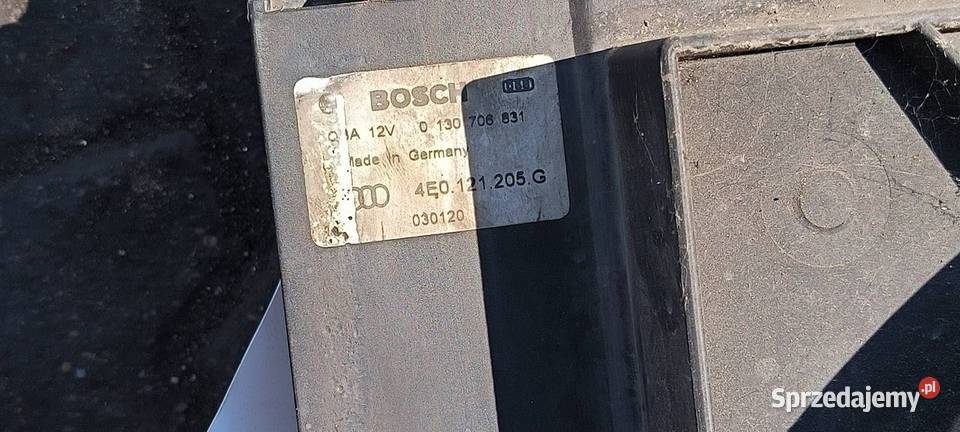 BOSCH
12V 0 130 706 831
Made in Germany
4E0.121.205.G
030120
Sprzedajemy.pl